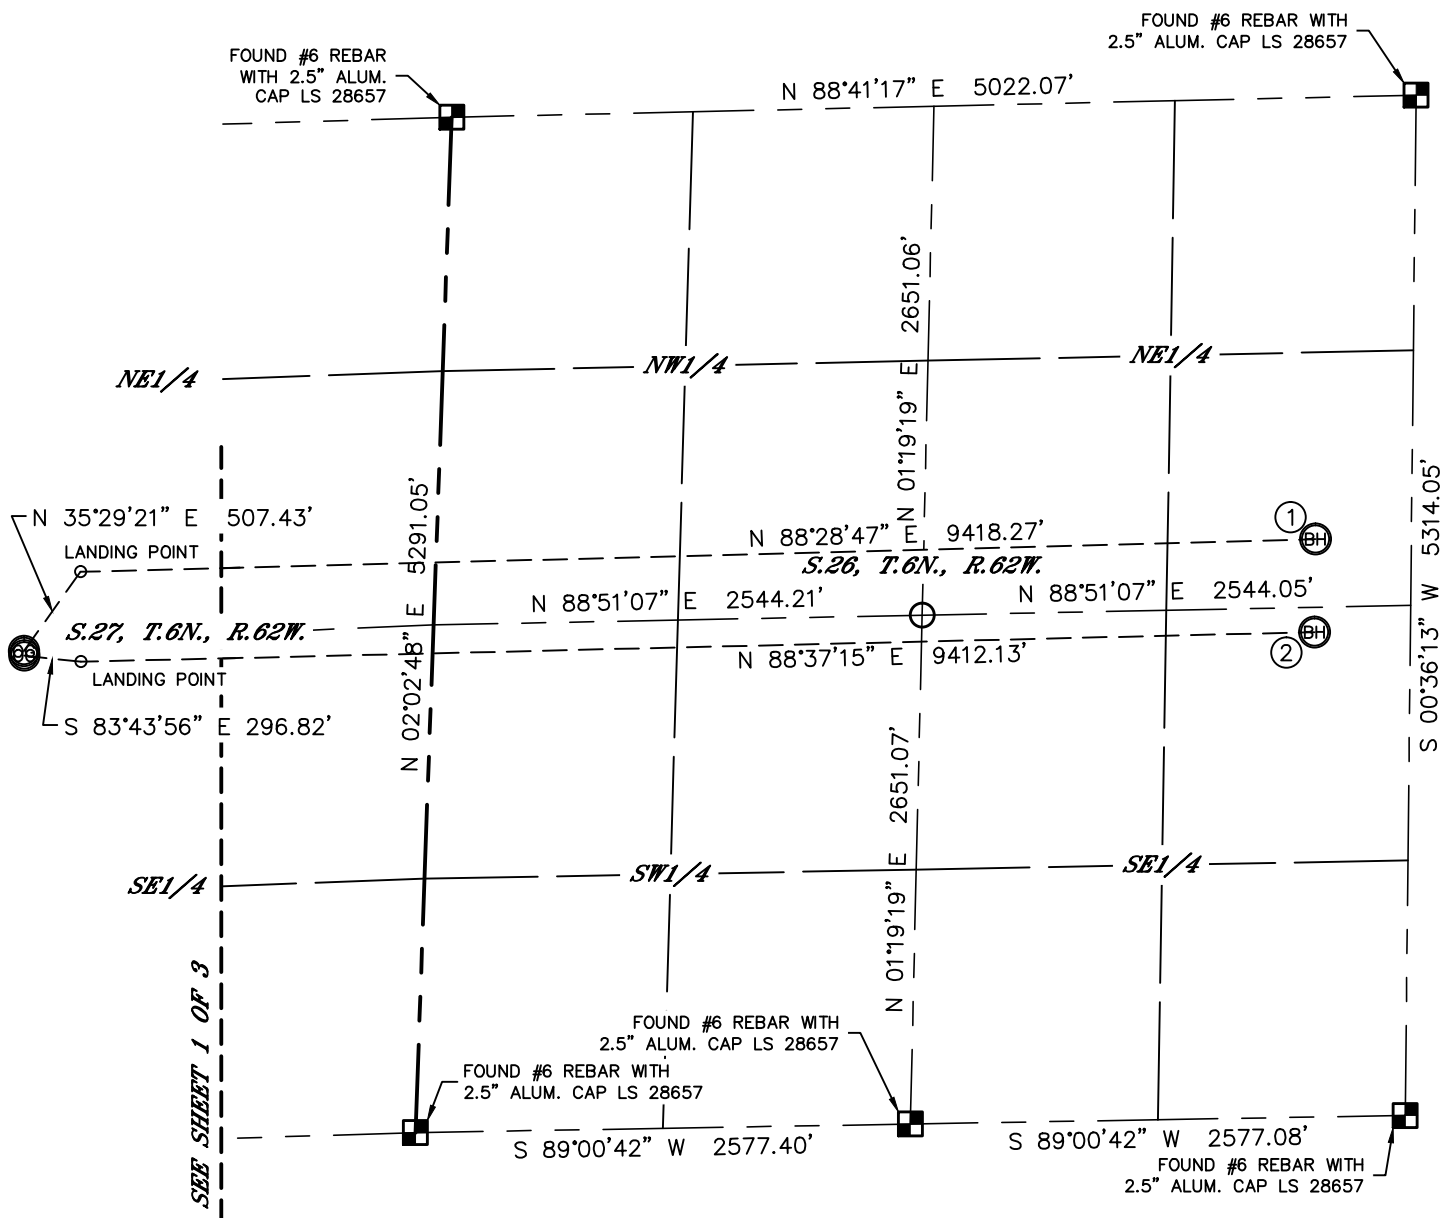 FOUND #6 REBAR WITH
2.5" ALUM. CAP LS 28657
FOUND #6 REBAR
WITH 2.5" ALUM.
CAP LS 28657
N 88°41'17" E 5022.07'
N 01°19'19" E 2651.06'
NE1/4
NW1/4
NE1/4
N 02°02'48" E 5291.05'
S 00°36'13" W 5314.05'
N 35°29'21" E 507.43'
LANDING POINT
N 88°28'47" E 9418.27'
1
BH
S.26, T.6N., R.62W.
N 88°51'07" E 2544.21'
N 88°51'07" E 2544.05'
S.27, T.6N., R.62W.
OG
BH
2
N 88°37'15" E 9412.13'
LANDING POINT
S 83°43'56" E 296.82'
N 01°19'19" E 2651.07'
SE1/4
SW1/4
SE1/4
SEE SHEET 1 OF 3
FOUND #6 REBAR WITH
2.5" ALUM. CAP LS 28657
FOUND #6 REBAR WITH
2.5" ALUM. CAP LS 28657
S 89°00'42" W 2577.40'
S 89°00'42" W 2577.08'
FOUND #6 REBAR WITH
2.5" ALUM. CAP LS 28657